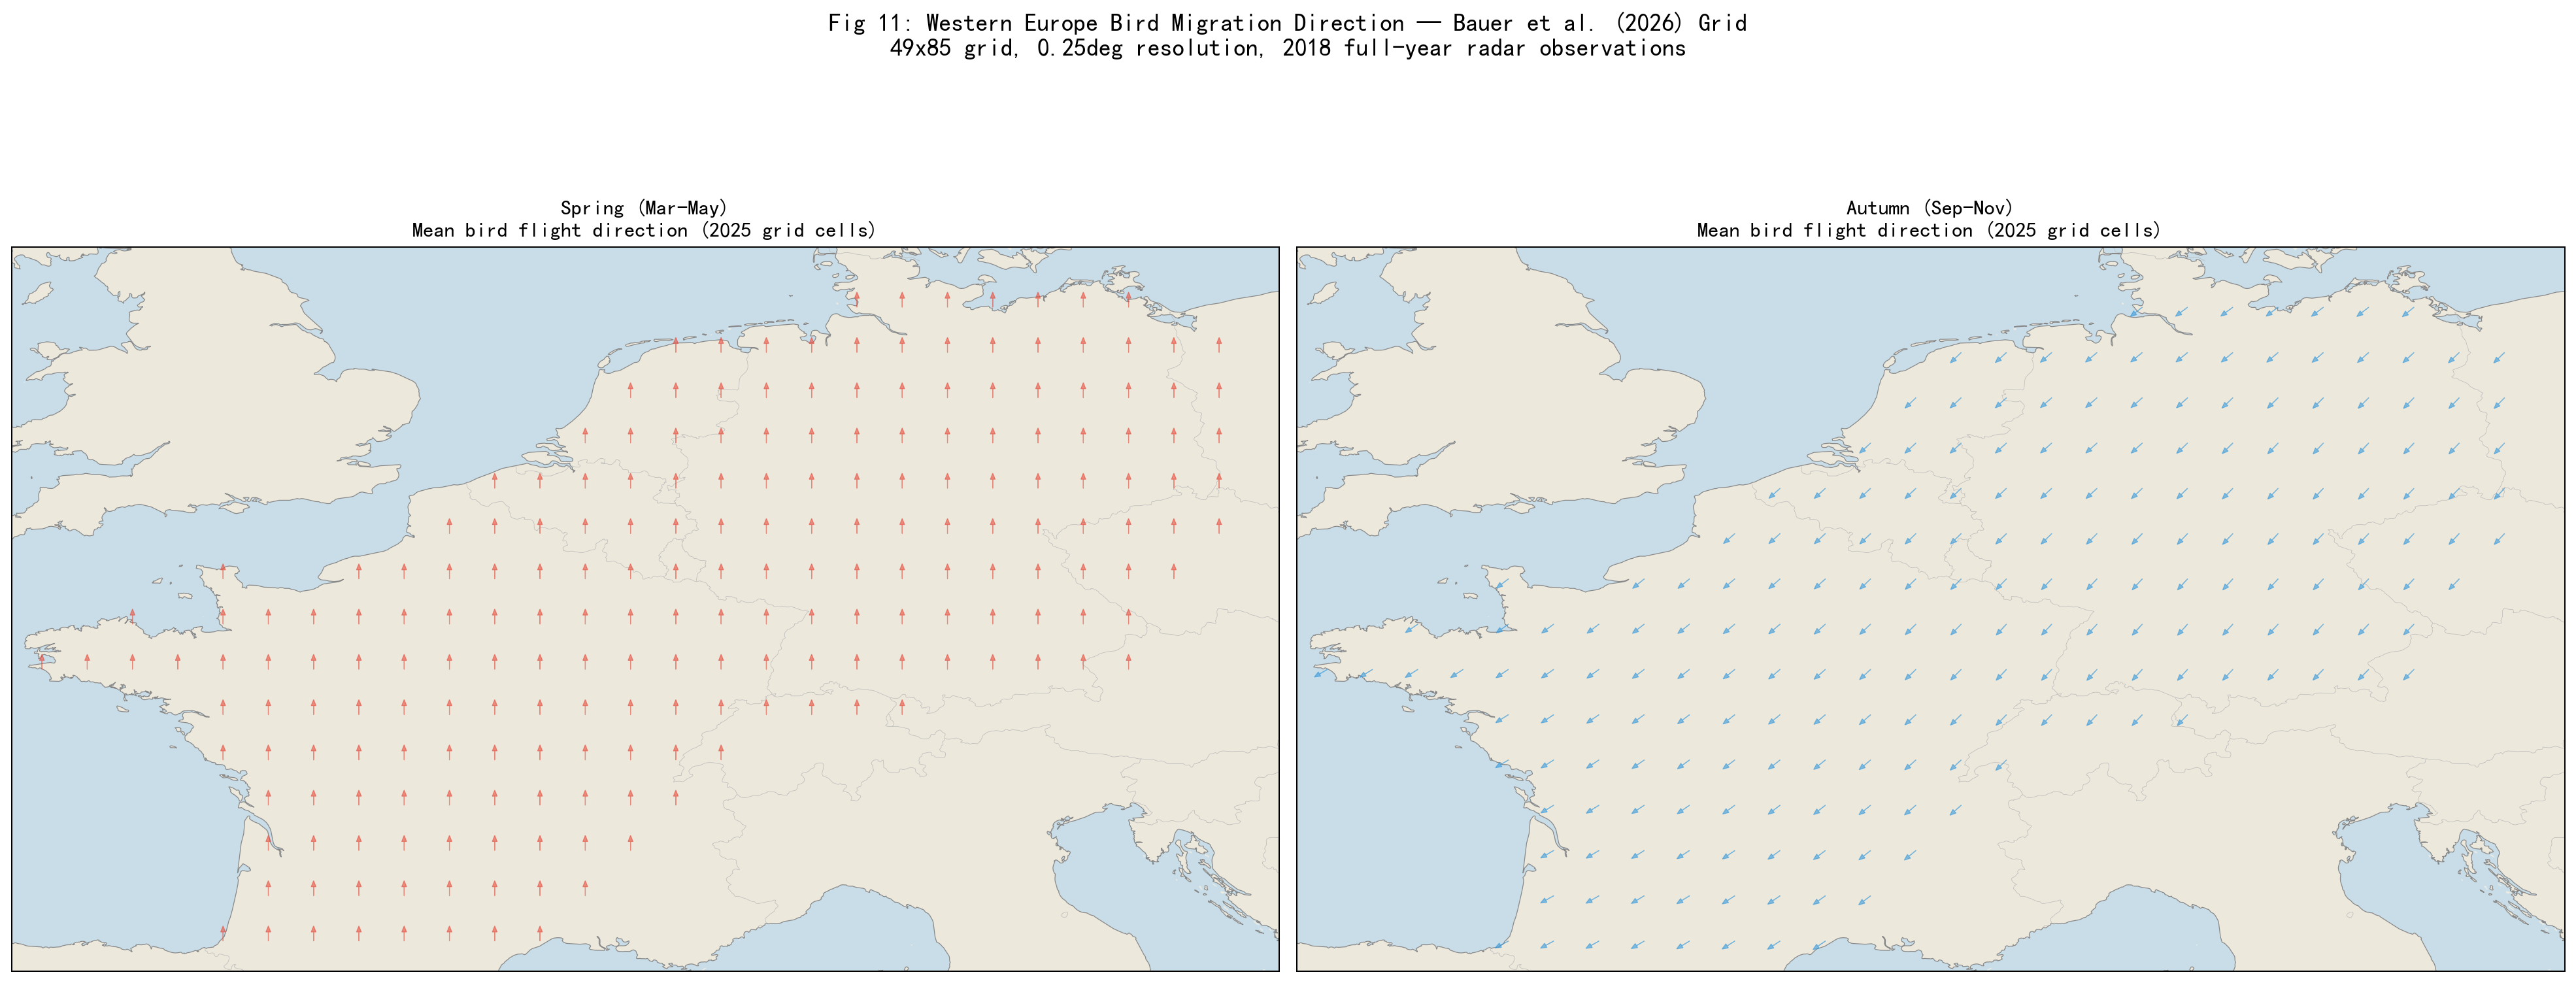 Fig 11: Western Europe Bird Migration Direction — Bauer et al. (2026) Grid
49x85 grid, 0.25deg resolution, 2018 full-year radar observations
Spring (Mar-May)
Mean bird flight direction (2025 grid cells)
Autumn (Sep-Nov)
Mean bird flight direction (2025 grid cells)